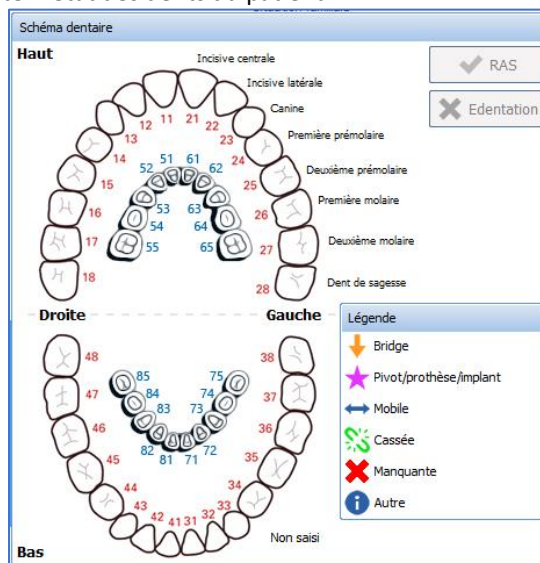 Schéma dentaire
Haut
RAS
Edentation
Incisive centrale
Incisive latérale
Canine
Première prémolaire
Deuxième prémolaire
Première molaire
Deuxième molaire
Dent de sagesse
11 21
12 22
13 23
14 24
15 25
16 26
17 27
18 28
51 61
52 62
53 63
54 64
55 65
Droite Gauche
48 38
47 37
46 36
45 35
44 34
43 42 41 31 32 33
85 75
84 74
83 73
82 81 71 72
Non saisi
Bas
Légende
Bridge
Pivot/prothèse/implant
Mobile
Cassée
Manquante
Autre